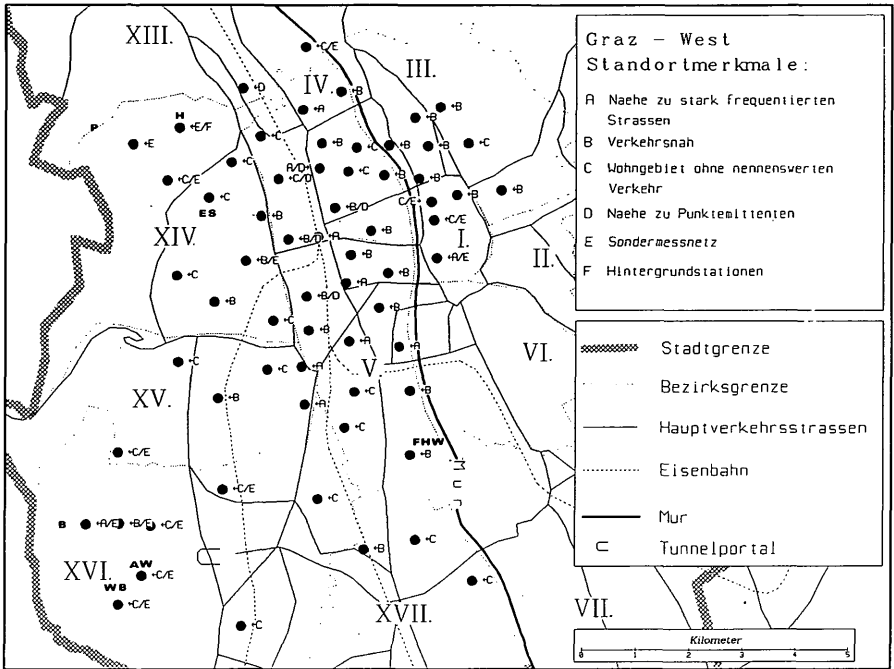 XIII.
+C/E
IV.
III.
+D
+B
+A
+B
+B
H
+E/F
P
+E
+C
+B
+C
+B
+B
+C
+C
A/D+
+C
+B
+B
+C/E
+C/D
+C
ES
C/E
+B
+B
+B
+B/D
+C/E
XIV.
+B/D
+A
+B
I.
+B/E
+B
+A/E
II.
+C
+B
+A
+B
+B/D
+B
+C
+B
+A
+A
VI.
+C
+C
+A
V
XV.
+B
+A
+C
+B
+C
+C/E
FHW
+B
Mur
+C/E
+C
B
+A/E
+B/E
+C/E
+B
+C
XVI.
AW
+C/E
WB
+C/E
+C
XVII.
VII.
+C
Graz - West
Standortmerkmale:
A Naehe zu stark frequentierten
Strassen
B Verkehrsnah
C Wohngebiet ohne nennenswerten
Verkehr
D Naehe zu Punktemittenten
E Sondermessnetz
F Hintergrundstationen
Stadtgrenze
Bezirksgrenze
Hauptverkehrsstrassen
Eisenbahn
Mur
Tunnelportal
Kilometer
0 1 2 3 4 5